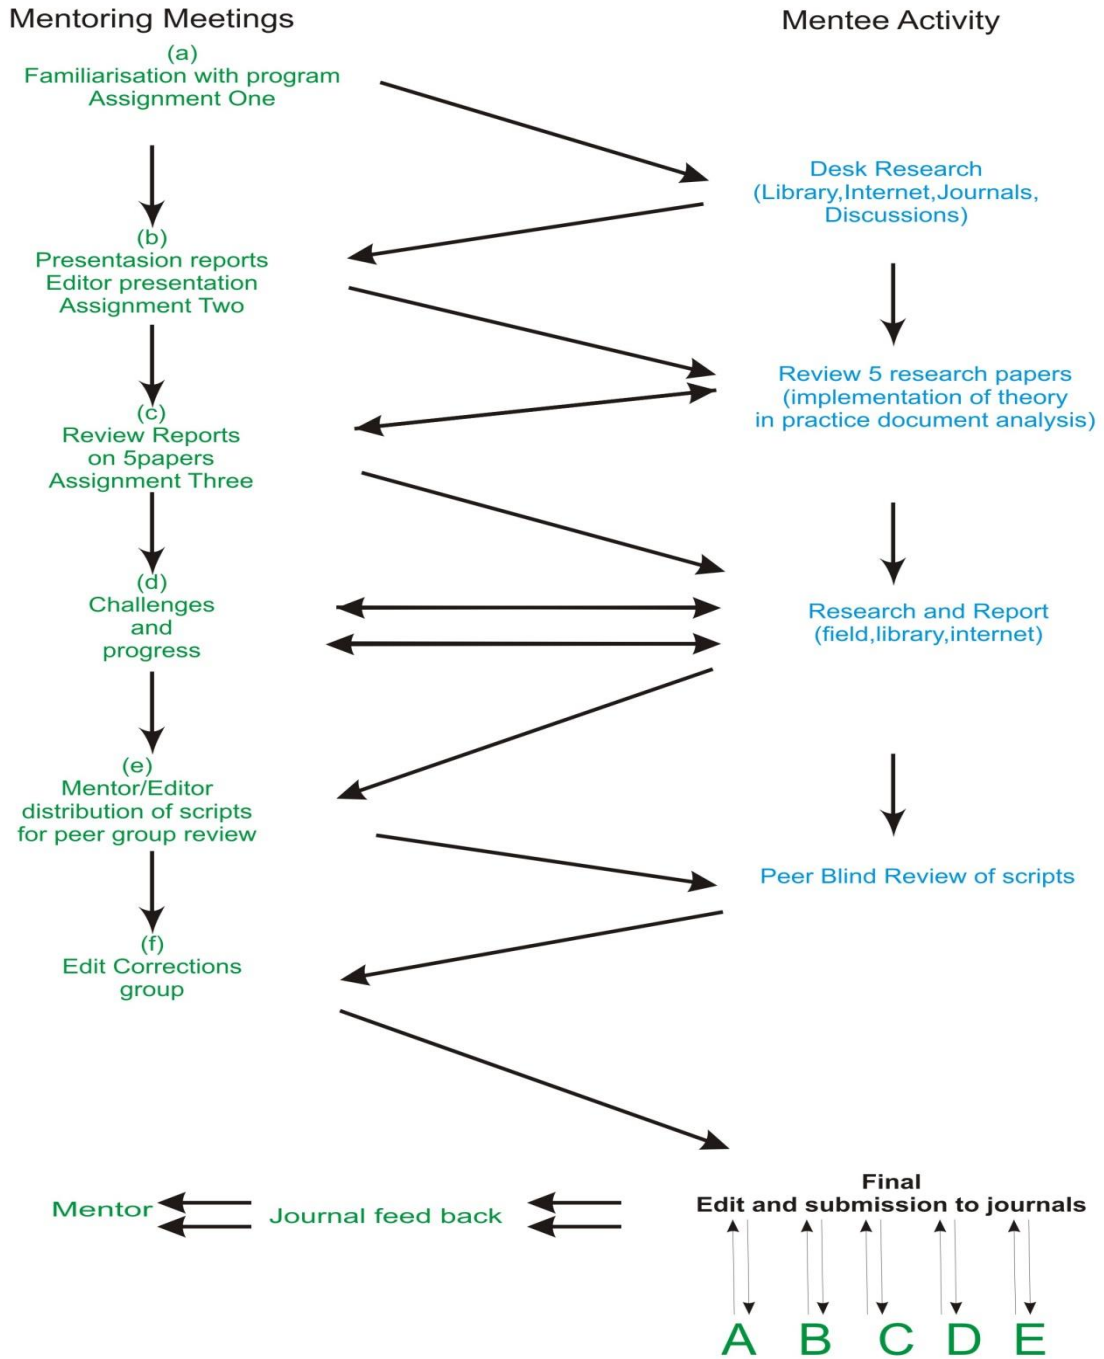 Mentoring Meetings
Mentee Activity
(a)
Familiarisation with program
Assignment One
Desk Research
(Library,Internet,Journals,
Discussions)
(b)
Presentasion reports
Editor presentation
Assignment Two
Review 5 research papers
(implementation of theory
in practice document analysis)
(c)
Review Reports
on 5papers
Assignment Three
(d)
Challenges
and
progress
Research and Report
(field,library,internet)
(e)
Mentor/Editor
distribution of scripts
for peer group review
Peer Blind Review of scripts
(f)
Edit Corrections
group
Final
Edit and submission to journals
Journal feed back
Mentor
A B C D E